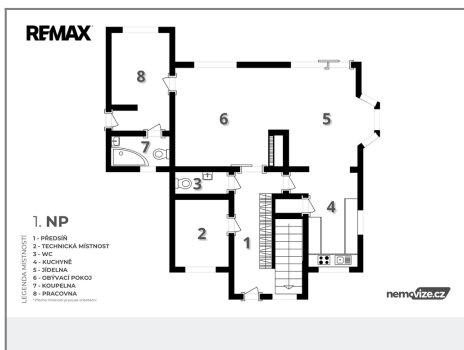 RE/MAX
8
6
5
7
3
4
2
1
1. NP
LEGENDA MÍSTNOSTÍ
1 - PŘEDSÍŇ
2 - TECHNICKÁ MÍSTNOST
3 - WC
4 - KUCHYNĚ
5 - JÍDELNA
6 - OBÝVACÍ POKOJ
7 - KOUPELNA
8 - PRACOVNA
nemovize.cz